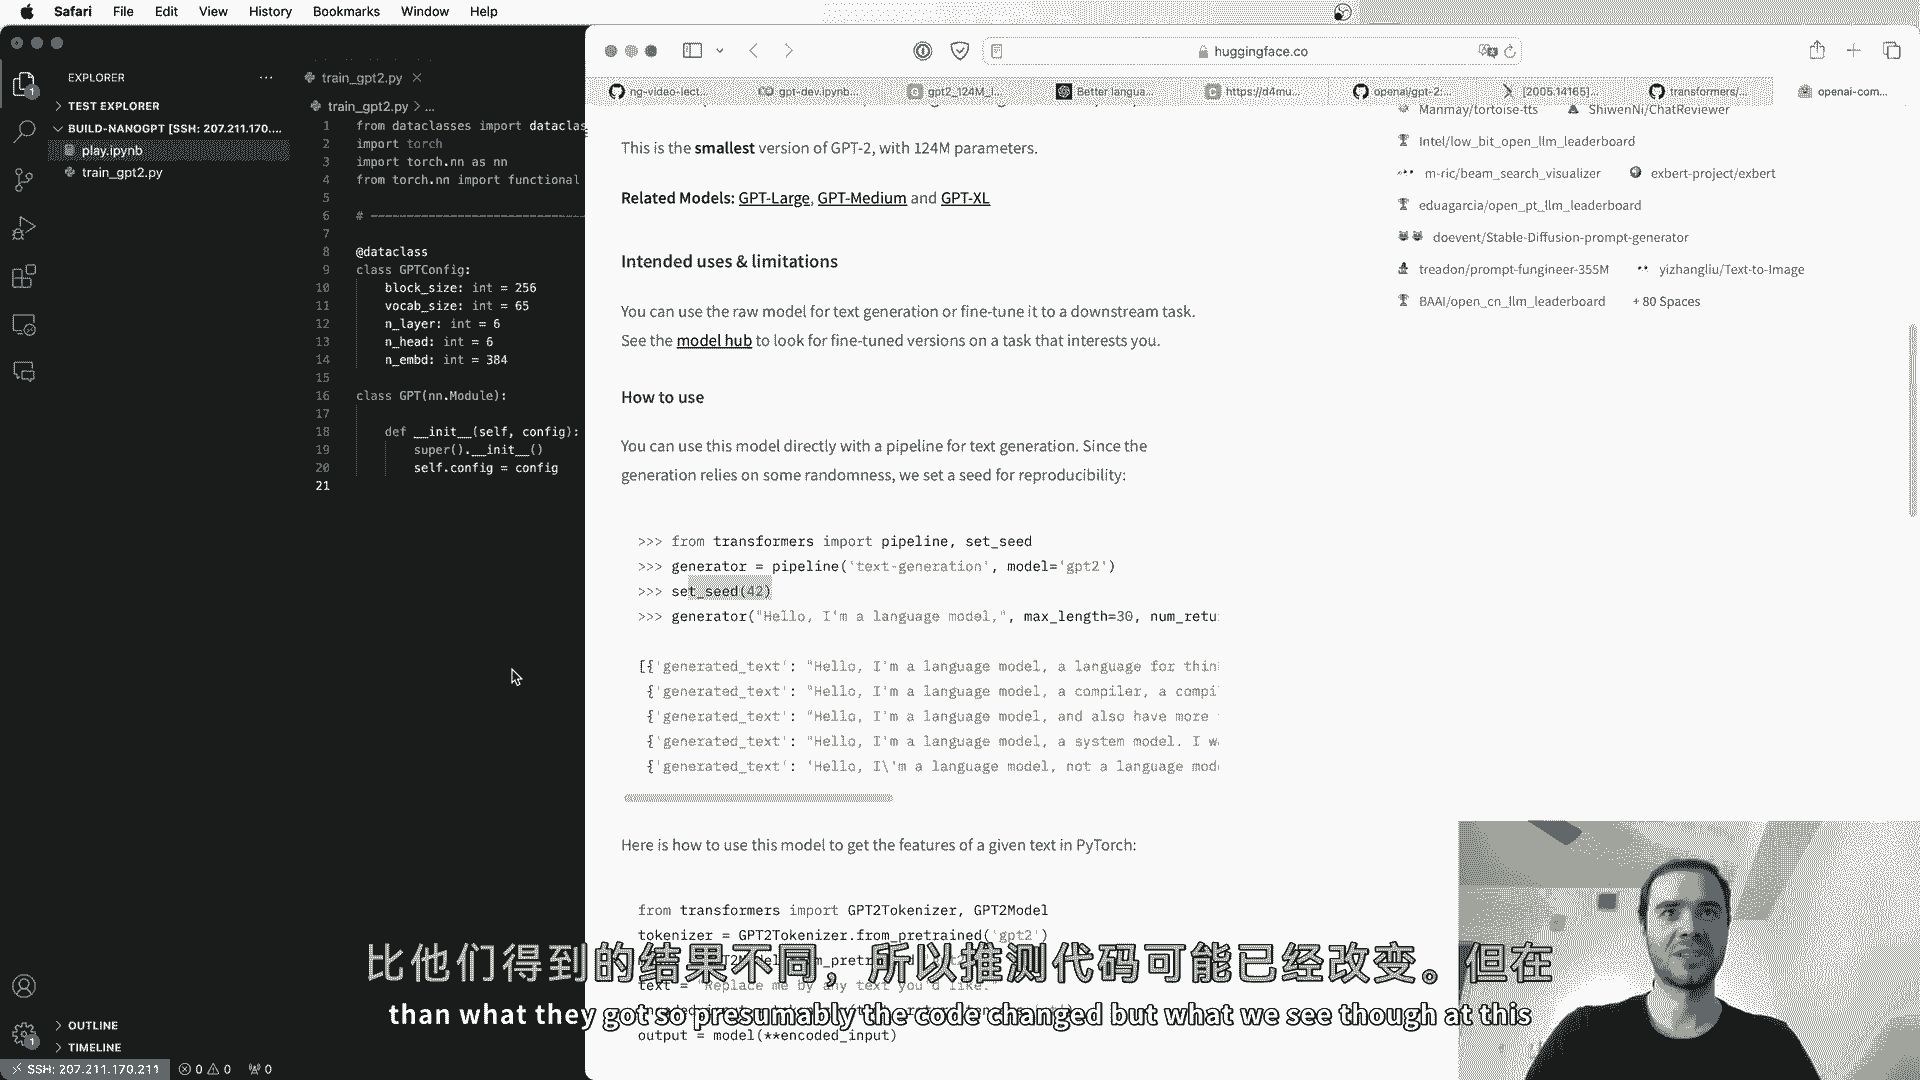 Safari File Edit View History Bookmarks Window Help
EXPLORER
TEST EXPLORER
BUILD-NANOGPT [SSH: 207.211.170....
play.ipynb
train_gpt2.py
OUTLINE
TIMELINE
SSH: 207.211.170.211 0 0 0
train_gpt2.py
train_gpt2.py > ...
1 from dataclasses import dataclas
2 import torch
3 import torch.nn as nn
4 from torch.nn import functional
5
6 # --------------------------------
7
8 @dataclass
9 class GPTConfig:
10 block_size: int = 256
11 vocab_size: int = 65
12 n_layer: int = 6
13 n_head: int = 6
14 n_embd: int = 384
15
16 class GPT(nn.Module):
17
18 def __init__(self, config):
19 super().__init__()
20 self.config = config
21
huggingface.co
ng-video-lect... gpt-dev.ipynb... gpt2_124M_l... Better langua... https://d4mu... openai/gpt-2:... [2005.14165]... transformers/... openai-com...
This is the smallest version of GPT-2, with 124M parameters.
Related Models: GPT-Large, GPT-Medium and GPT-XL
Intended uses & limitations
You can use the raw model for text generation or fine-tune it to a downstream task.
See the model hub to look for fine-tuned versions on a task that interests you.
How to use
You can use this model directly with a pipeline for text generation. Since the
generation relies on some randomness, we set a seed for reproducibility:
>>> from transformers import pipeline, set_seed
>>> generator = pipeline('text-generation', model='gpt2')
>>> set_seed(42)
>>> generator("Hello, I'm a language model,", max_length=30, num_retu
[{'generated_text': "Hello, I'm a language model, a language for thin
{'generated_text': "Hello, I'm a language model, a compiler, a compi
{'generated_text': "Hello, I'm a language model, and also have more
{'generated_text': "Hello, I'm a language model, a system model. I w
{'generated_text': 'Hello, I\'m a language model, not a language mod
Here is how to use this model to get the features of a given text in PyTorch:
from transformers import GPT2Tokenizer, GPT2Model
tokenizer = GPT2Tokenizer.from_pretrained('gpt2')
text = "Replace me by any text you'd like."
output = model(**encoded_input)
Manmay/tortoise-tts ShiwenNi/ChatReviewer
Intel/low_bit_open_llm_leaderboard
m-ric/beam_search_visualizer exbert-project/exbert
eduagarcia/open_pt_llm_leaderboard
doevent/Stable-Diffusion-prompt-generator
treadon/prompt-fungineer-355M yizhangliu/Text-to-Image
BAAI/open_cn_llm_leaderboard + 80 Spaces
比他们得到的结果不同，所以推测代码可能已经改变。但在
than what they got so presumably the code changed but what we see though at this